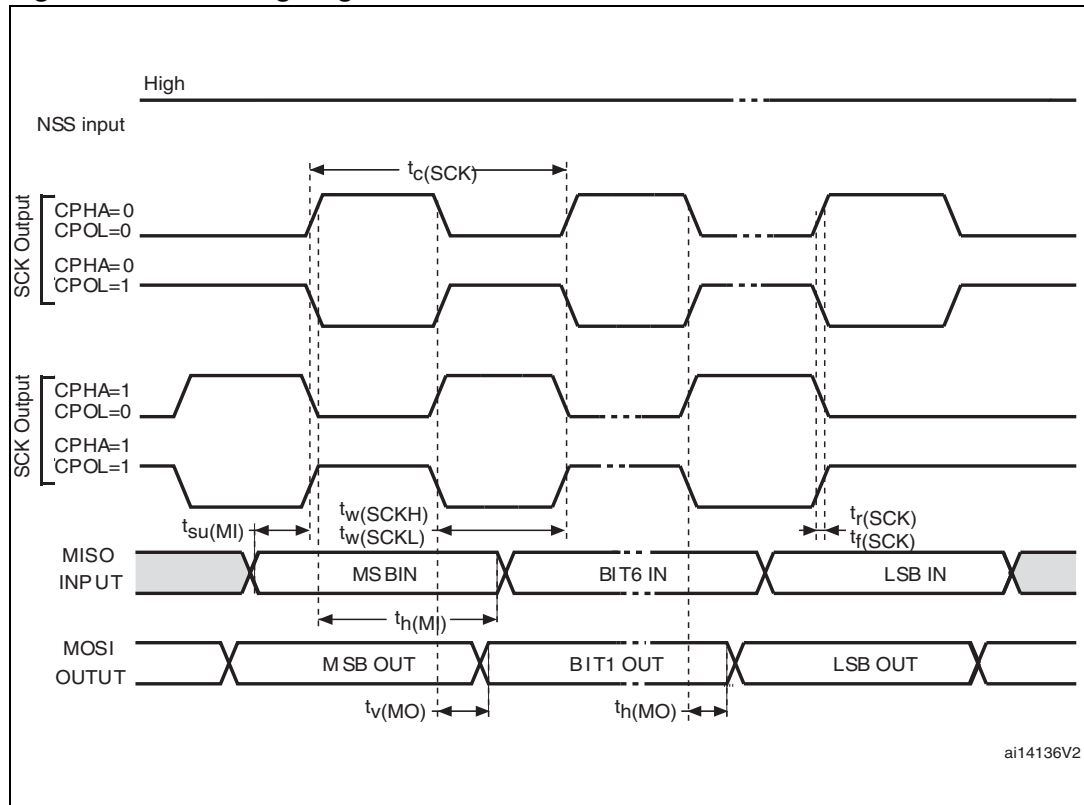 High
NSS input
tc(SCK)
SCK Output
CPHA=0
CPOL=0
CPHA=0
CPOL=1
SCK Output
CPHA=1
CPOL=0
CPHA=1
CPOL=1
tsu(MI)
tw(SCKH)
tw(SCKL)
tr(SCK)
tf(SCK)
MISO
INPUT
MSBIN
BIT6 IN
LSB IN
th(MI)
MOSI
OUTUT
MSB OUT
BIT1 OUT
LSB OUT
tv(MO)
th(MO)
ai14136V2